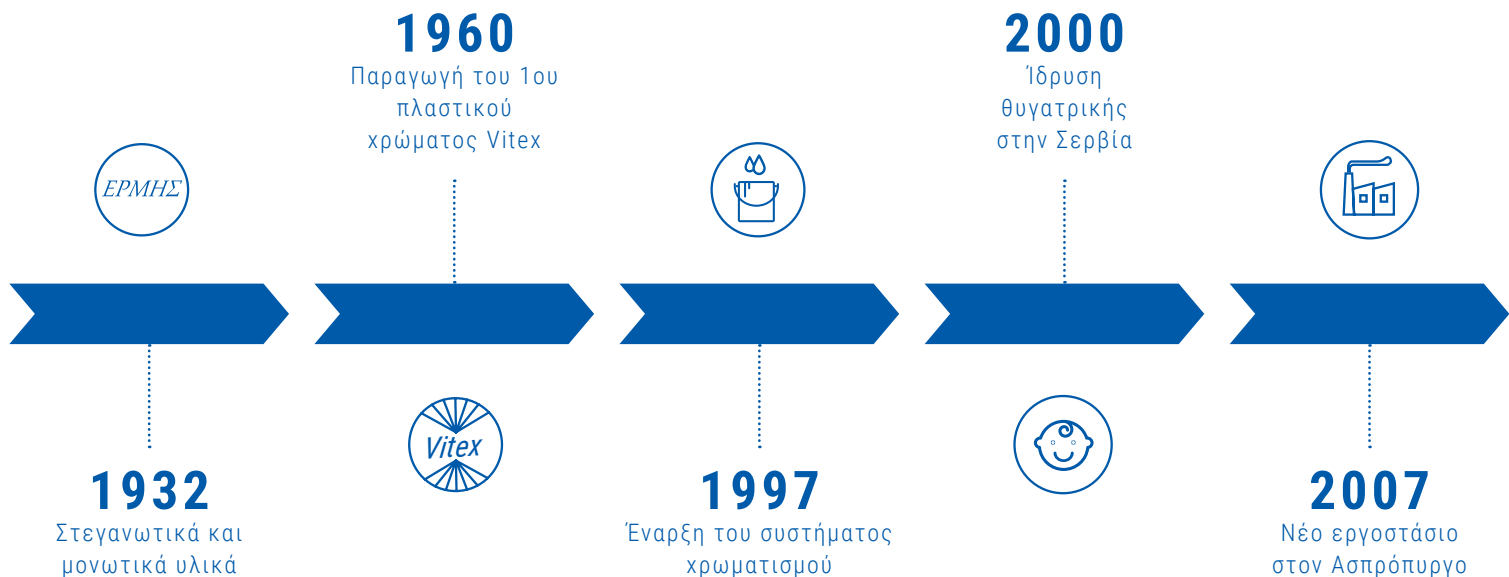 1960
Παραγωγή του 1ου
πλαστικού
χρώματος Vitex
2000
Ίδρυση
θυγατρικής
στην Σερβία
ΕΡΜΗΣ
Vitex
1932
Στεγανωτικά και
μονωτικά υλικά
1997
Έναρξη του συστήματος
χρωματισμού
2007
Νέο εργοστάσιο
στον Ασπρόπυργο